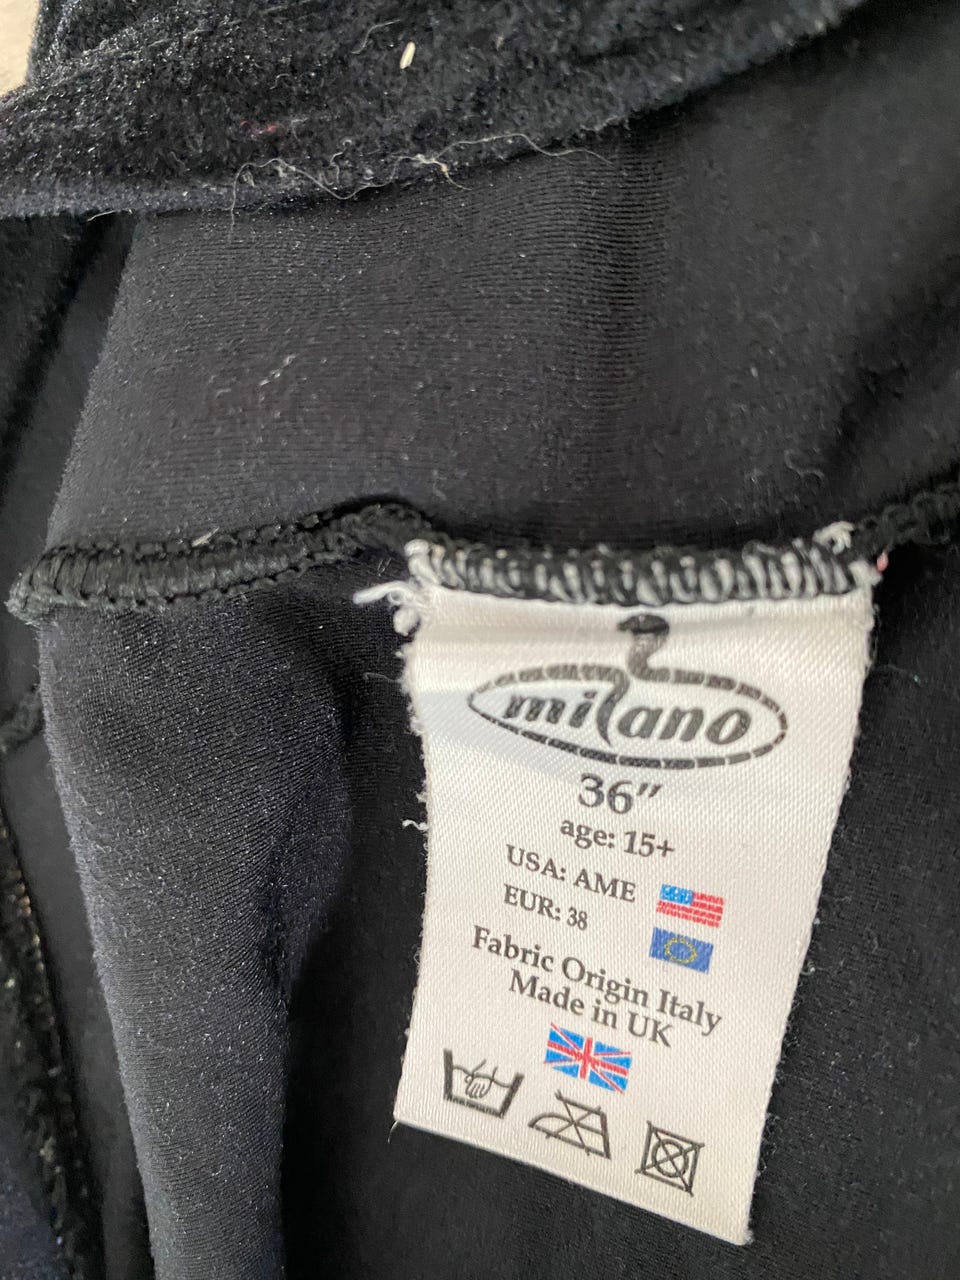 milano
36"
age: 15+
USA: AME
EUR: 38
Fabric Origin Italy
Made in UK